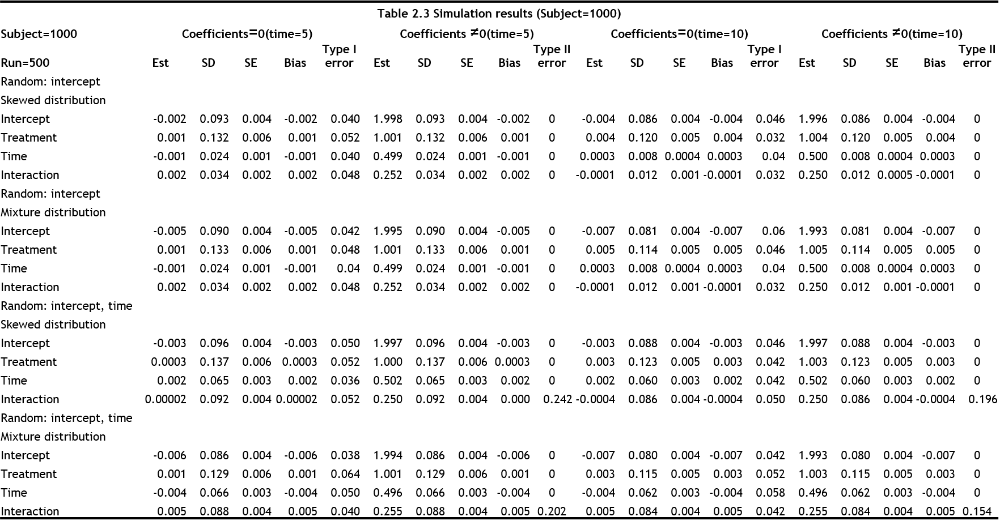 Table 2.3 Simulation results (Subject=1000)
Subject=1000 Coefficients=0(time=5) Coefficients ≠0(time=5) Coefficients=0(time=10) Coefficients ≠0(time=10)
Type I Type II Type I Type II
Run=500 Est SD SE Bias error Est SD SE Bias error Est SD SE Bias error Est SD SE Bias error
Random: intercept
Skewed distribution
Intercept -0.002 0.093 0.004 -0.002 0.040 1.998 0.093 0.004 -0.002 0 -0.004 0.086 0.004 -0.004 0.046 1.996 0.086 0.004 -0.004 0
Treatment 0.001 0.132 0.006 0.001 0.052 1.001 0.132 0.006 0.001 0 0.004 0.120 0.005 0.004 0.032 1.004 0.120 0.005 0.004 0
Time -0.001 0.024 0.001 -0.001 0.040 0.499 0.024 0.001 -0.001 0 0.0003 0.008 0.0004 0.0003 0.04 0.500 0.008 0.0004 0.0003 0
Interaction 0.002 0.034 0.002 0.002 0.048 0.252 0.034 0.002 0.002 0 -0.0001 0.012 0.001 -0.0001 0.032 0.250 0.012 0.0005 -0.0001 0
Random: intercept
Mixture distribution
Intercept -0.005 0.090 0.004 -0.005 0.042 1.995 0.090 0.004 -0.005 0 -0.007 0.081 0.004 -0.007 0.06 1.993 0.081 0.004 -0.007 0
Treatment 0.001 0.133 0.006 0.001 0.048 1.001 0.133 0.006 0.001 0 0.005 0.114 0.005 0.005 0.046 1.005 0.114 0.005 0.005 0
Time -0.001 0.024 0.001 -0.001 0.04 0.499 0.024 0.001 -0.001 0 0.0003 0.008 0.0004 0.0003 0.04 0.500 0.008 0.0004 0.0003 0
Interaction 0.002 0.034 0.002 0.002 0.048 0.252 0.034 0.002 0.002 0 -0.0001 0.012 0.001 -0.0001 0.032 0.250 0.012 0.001 -0.0001 0
Random: intercept, time
Skewed distribution
Intercept -0.003 0.096 0.004 -0.003 0.050 1.997 0.096 0.004 -0.003 0 -0.003 0.088 0.004 -0.003 0.046 1.997 0.088 0.004 -0.003 0
Treatment 0.0003 0.137 0.006 0.0003 0.052 1.000 0.137 0.006 0.0003 0 0.003 0.123 0.005 0.003 0.042 1.003 0.123 0.005 0.003 0
Time 0.002 0.065 0.003 0.002 0.036 0.502 0.065 0.003 0.002 0 0.002 0.060 0.003 0.002 0.042 0.502 0.060 0.003 0.002 0
Interaction 0.00002 0.092 0.004 0.00002 0.052 0.250 0.092 0.004 0.000 0.242 -0.0004 0.086 0.004 -0.0004 0.050 0.250 0.086 0.004 -0.0004 0.196
Random: intercept, time
Mixture distribution
Intercept -0.006 0.086 0.004 -0.006 0.038 1.994 0.086 0.004 -0.006 0 -0.007 0.080 0.004 -0.007 0.042 1.993 0.080 0.004 -0.007 0
Treatment 0.001 0.129 0.006 0.001 0.064 1.001 0.129 0.006 0.001 0 0.003 0.115 0.005 0.003 0.052 1.003 0.115 0.005 0.003 0
Time -0.004 0.066 0.003 -0.004 0.050 0.496 0.066 0.003 -0.004 0 -0.004 0.062 0.003 -0.004 0.058 0.496 0.062 0.003 -0.004 0
Interaction 0.005 0.088 0.004 0.005 0.040 0.255 0.088 0.004 0.005 0.202 0.005 0.084 0.004 0.005 0.042 0.255 0.084 0.004 0.005 0.154